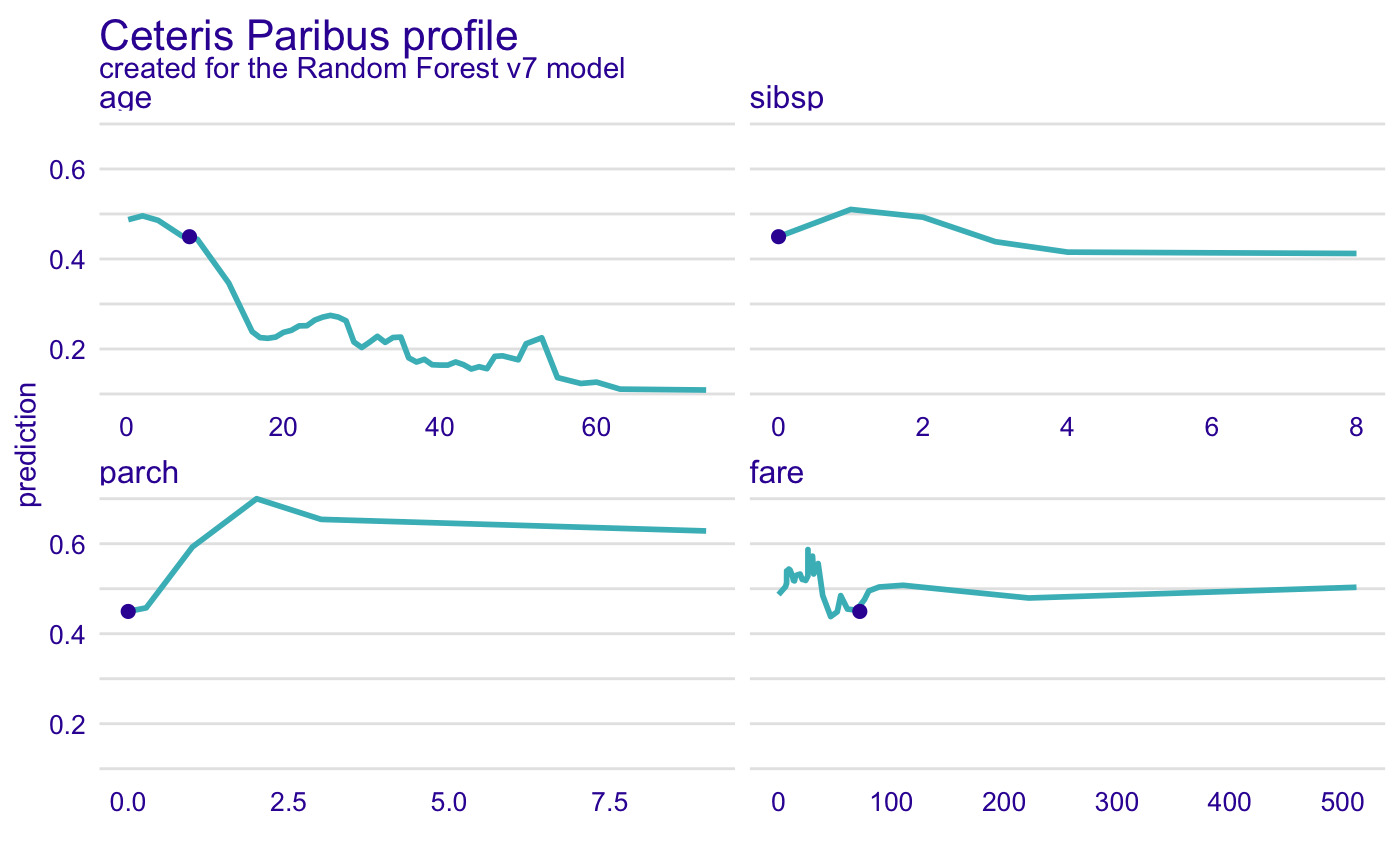 Ceteris Paribus profile
created for the Random Forest v7 model
age
sibsp
0.6
0.4
0.2
0 20 40 60
0 2 4 6 8
prediction
parch
fare
0.6
0.4
0.2
0.0 2.5 5.0 7.5
0 100 200 300 400 500